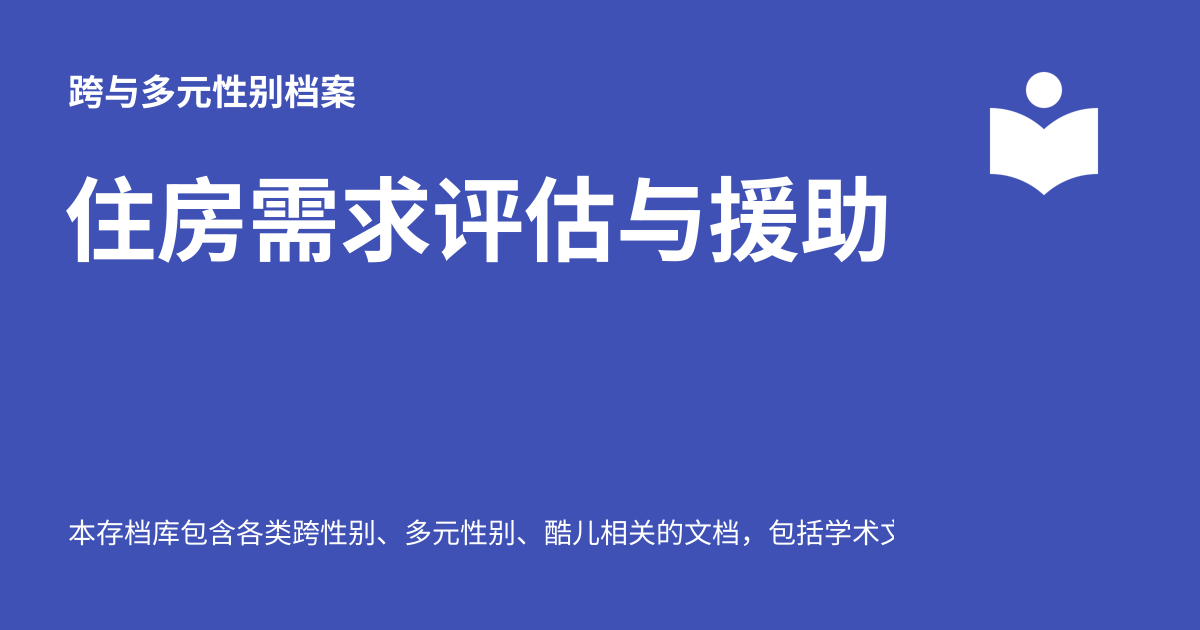 跨与多元性别档案
住房需求评估与援助
本存档库包含各类跨性别、多元性别、酷儿相关的文档，包括学术